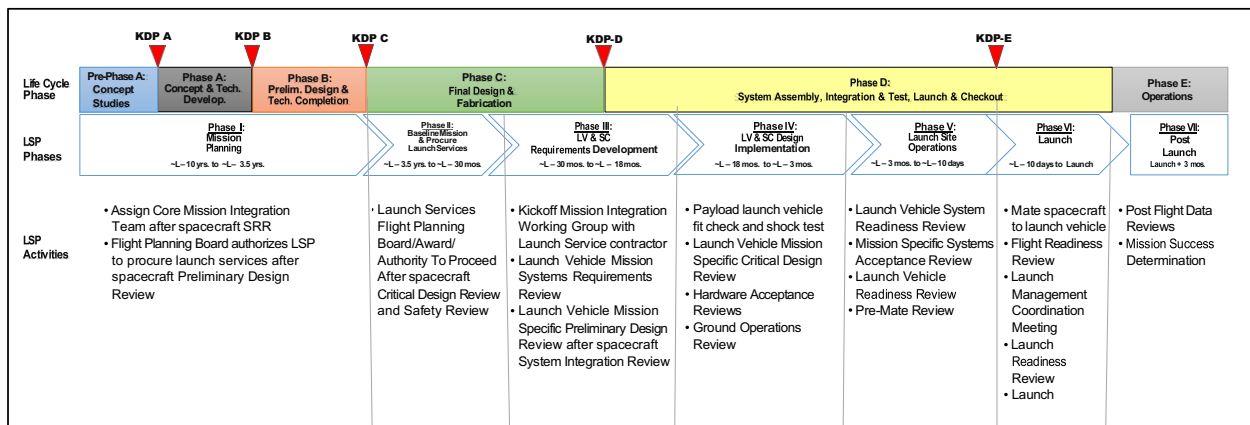 KDP A
KDP B
KDP C
KDP-D
KDP-E
Life Cycle
Phase
Pre-Phase A:
Concept
Studies
Phase A:
Concept & Tech.
Develop.
Phase B:
Prelim. Design &
Tech. Completion
Phase C:
Final Design &
Fabrication
Phase D:
System Assembly, Integration & Test, Launch & Checkout
Phase E:
Operations
LSP
Phases
Phase I:
Mission
Planning
~L – 10 yrs. to ~L – 3.5 yrs.
Phase II:
Baseline Mission
& Procure
Launch Services
~L – 3.5 yrs. to ~L – 30 mos.
Phase III:
LV & SC
Requirements Development
~L – 30 mos. to ~L – 18 mos.
Phase IV:
LV & SC Design
Implementation
~L – 18 mos. to ~L – 3 mos.
Phase V:
Launch Site
Operations
~L – 3 mos. to ~L – 10 days
Phase VI:
Launch
~L – 10 days to Launch
Phase VII:
Post
Launch
Launch + 3 mos.
LSP
Activities
• Assign Core Mission Integration
Team after spacecraft SRR
• Flight Planning Board authorizes LSP
to procure launch services after
spacecraft Preliminary Design
Review
• Launch Services
Flight Planning
Board/Award/
Authority To Proceed
After spacecraft
Critical Design Review
and Safety Review
• Kickoff Mission Integration
Working Group with
Launch Service contractor
• Launch Vehicle Mission
Systems Requirements
Review
• Launch Vehicle Mission
Specific Preliminary Design
Review after spacecraft
System Integration Review
• Payload launch vehicle
fit check and shock test
• Launch Vehicle Mission
Specific Critical Design
Review
• Hardware Acceptance
Reviews
• Ground Operations
Review
• Launch Vehicle System
Readiness Review
• Mission Specific Systems
Acceptance Review
• Launch Vehicle
Readiness Review
• Pre-Mate Review
• Mate spacecraft
to launch vehicle
• Flight Readiness
Review
• Launch
Management
Coordination
Meeting
• Launch
Readiness
Review
• Launch
• Post Flight Data
Reviews
• Mission Success
Determination